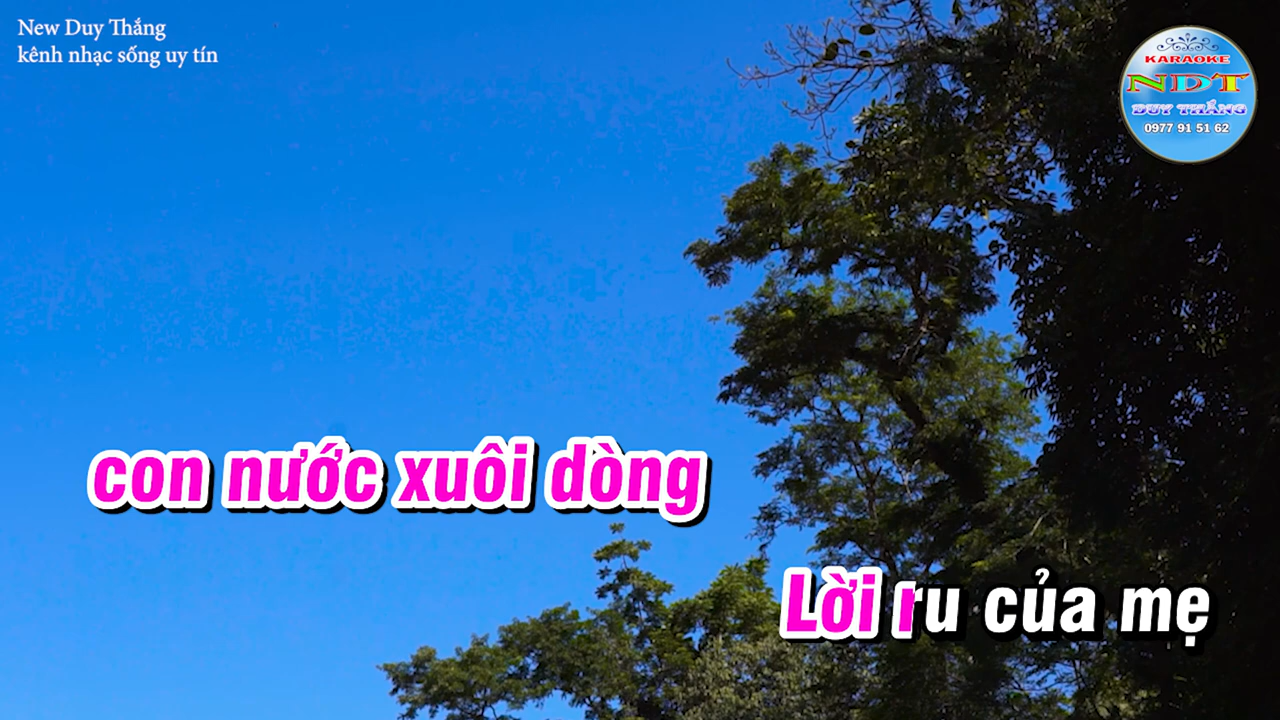 New Duy Thắng
kênh nhạc sống uy tín
KARAOKE
NDT
DUY THẮNG
0977 91 51 62
con nước xuôi dòng
Lời ru của mẹ